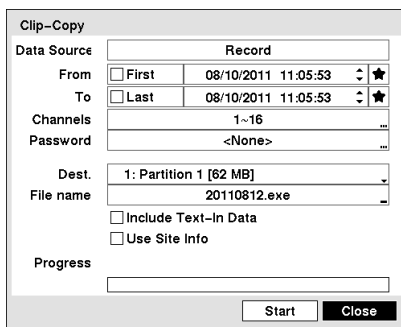 Clip-Copy
Data Source Record
From First 08/10/2011 11:05:53
To Last 08/10/2011 11:05:53
Channels 1~16 ...
Password <None> ...
Dest. 1: Partition 1 [62 MB]
File name 20110812.exe
Include Text-In Data
Use Site Info
Progress
Start Close